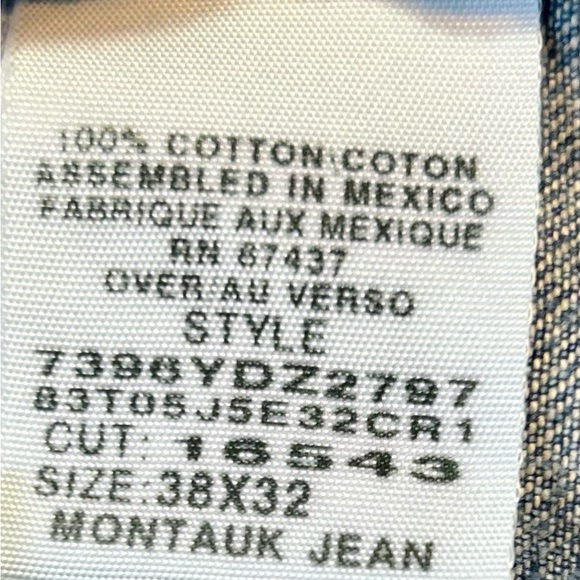 100% COTTON\COTON
ASSEMBLED IN MEXICO
FABRIQUE AUX MEXIQUE
RN 67437
OVER/AU VERSO
STYLE
7396YDZ2797
83T05J5E32CR1
CUT: 16543
SIZE:38X32
MONTAUK JEAN